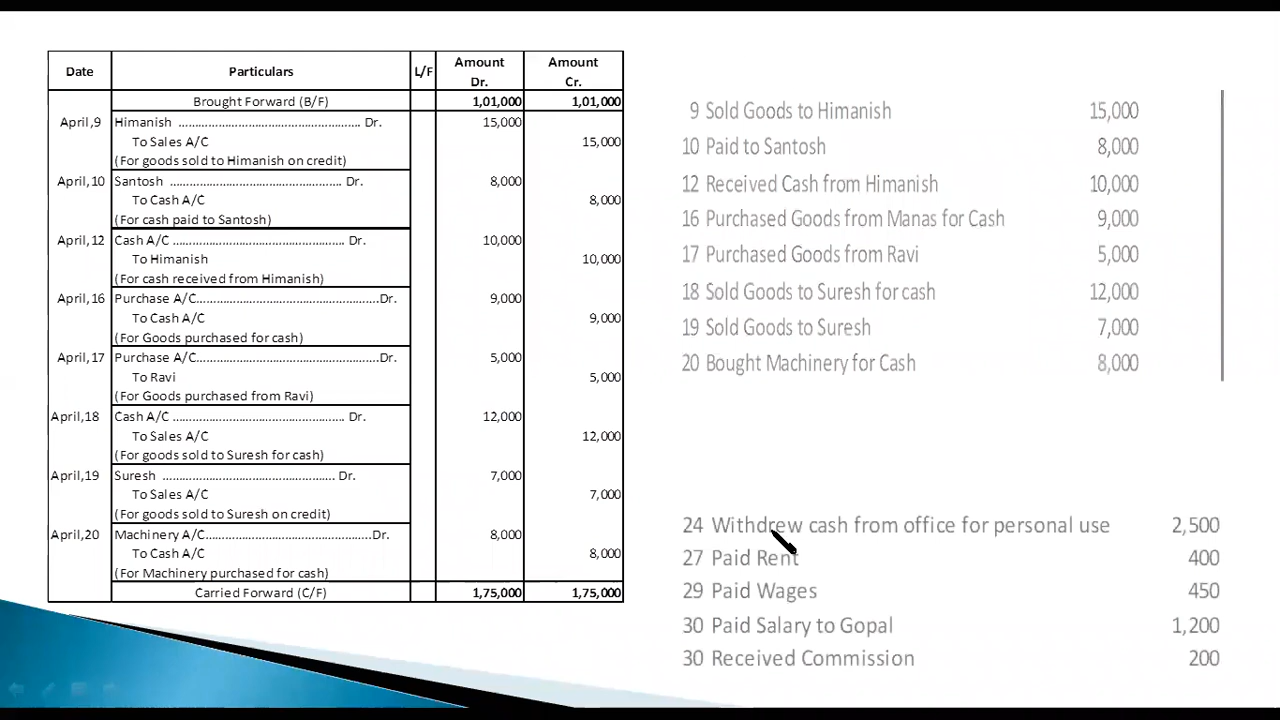 Date Particulars L/F Amount Dr. Amount Cr.
Brought Forward (B/F) 1,01,000 1,01,000
April,9 Himanish ........................................................ Dr. 15,000
To Sales A/C 15,000
(For goods sold to Himanish on credit)
April,10 Santosh ..................................................... Dr. 8,000
To Cash A/C 8,000
(For cash paid to Santosh)
April,12 Cash A/C ..................................................... Dr. 10,000
To Himanish 10,000
(For cash received from Himanish)
April,16 Purchase A/C.........................................................Dr. 9,000
To Cash A/C 9,000
(For Goods purchased for cash)
April,17 Purchase A/C.........................................................Dr. 5,000
To Ravi 5,000
(For Goods purchased from Ravi)
April,18 Cash A/C ..................................................... Dr. 12,000
To Sales A/C 12,000
(For goods sold to Suresh for cash)
April,19 Suresh ..................................................... Dr. 7,000
To Sales A/C 7,000
(For goods sold to Suresh on credit)
April,20 Machinery A/C....................................................Dr. 8,000
To Cash A/C 8,000
(For Machinery purchased for cash)
Carried Forward (C/F) 1,75,000 1,75,000
9 Sold Goods to Himanish 15,000
10 Paid to Santosh 8,000
12 Received Cash from Himanish 10,000
16 Purchased Goods from Manas for Cash 9,000
17 Purchased Goods from Ravi 5,000
18 Sold Goods to Suresh for cash 12,000
19 Sold Goods to Suresh 7,000
20 Bought Machinery for Cash 8,000
24 Withdrew cash from office for personal use 2,500
27 Paid Rent 400
29 Paid Wages 450
30 Paid Salary to Gopal 1,200
30 Received Commission 200